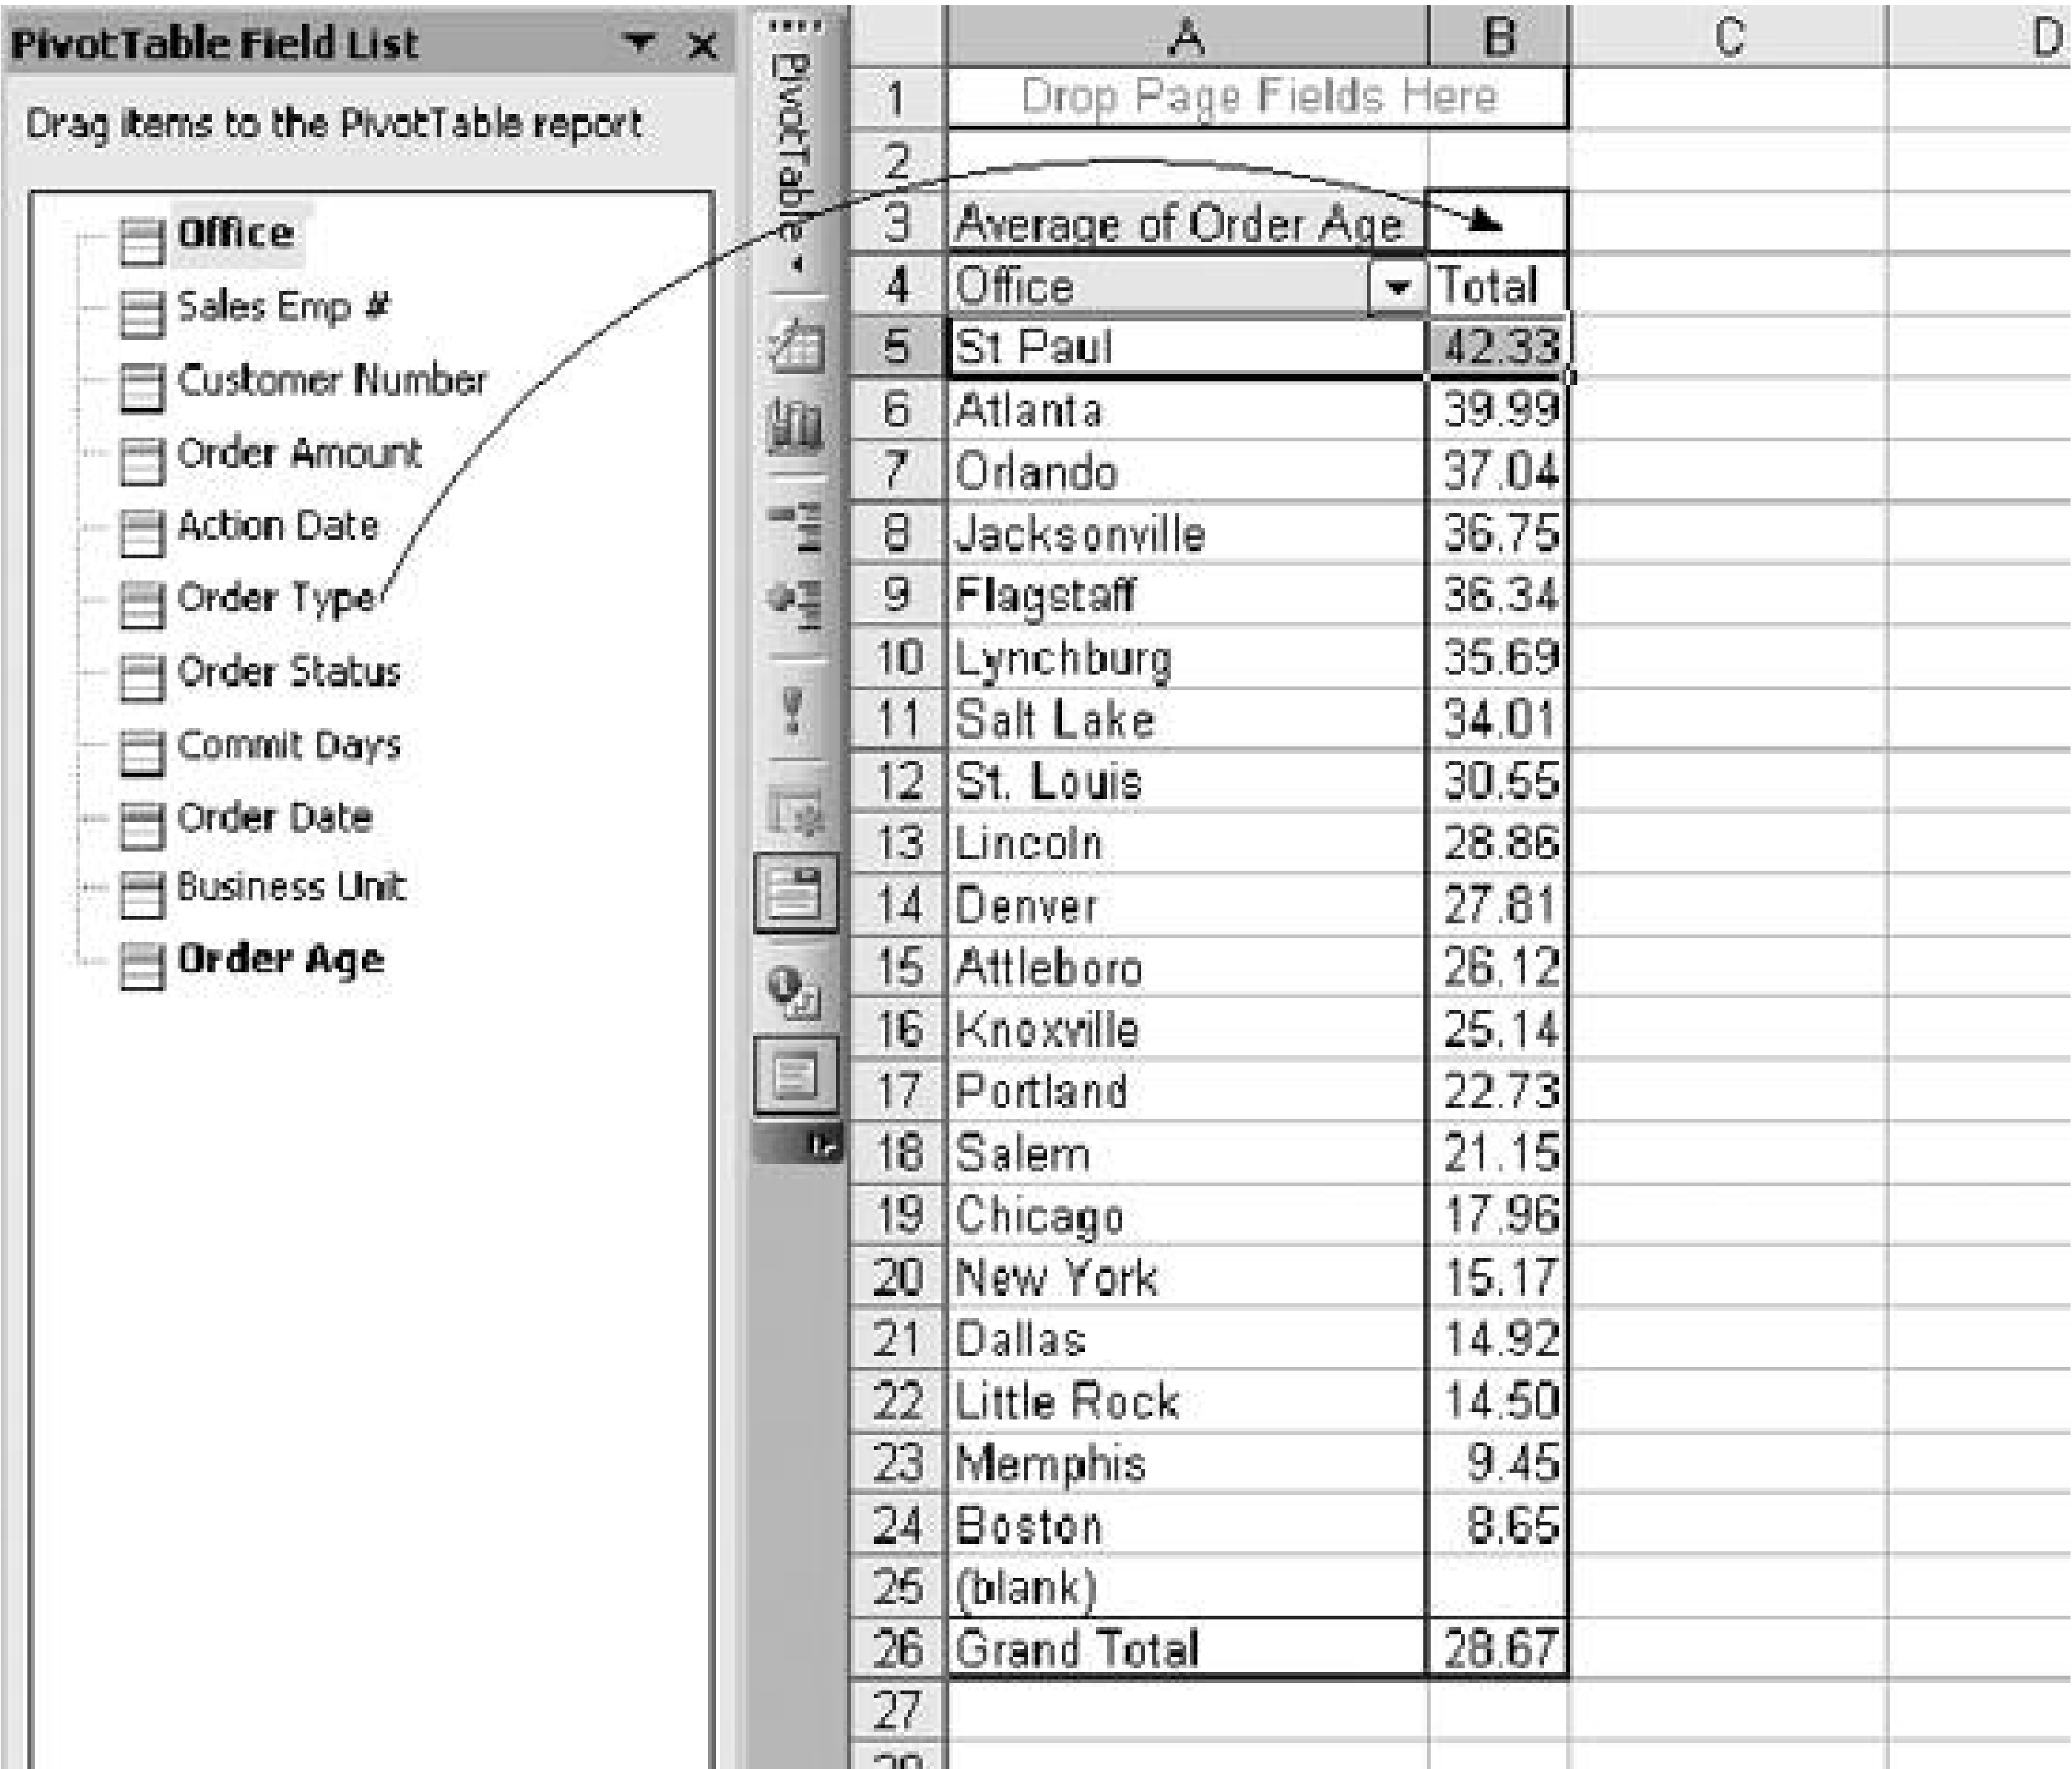 PivotTable Field List
Drag items to the PivotTable report
Office
Sales Emp #
Customer Number
Order Amount
Action Date
Order Type
Order Status
Commit Days
Order Date
Business Unit
Order Age
PivotTable
A B C D
1 Drop Page Fields Here
2
3 Average of Order Age
4 Office Total
5 St Paul 42.33
6 Atlanta 39.99
7 Orlando 37.04
8 Jacksonville 36.75
9 Flagstaff 36.34
10 Lynchburg 35.69
11 Salt Lake 34.01
12 St. Louis 30.55
13 Lincoln 28.86
14 Denver 27.81
15 Attleboro 26.12
16 Knoxville 25.14
17 Portland 22.73
18 Salem 21.15
19 Chicago 17.96
20 New York 15.17
21 Dallas 14.92
22 Little Rock 14.50
23 Memphis 9.45
24 Boston 8.65
25 (blank)
26 Grand Total 28.67
27